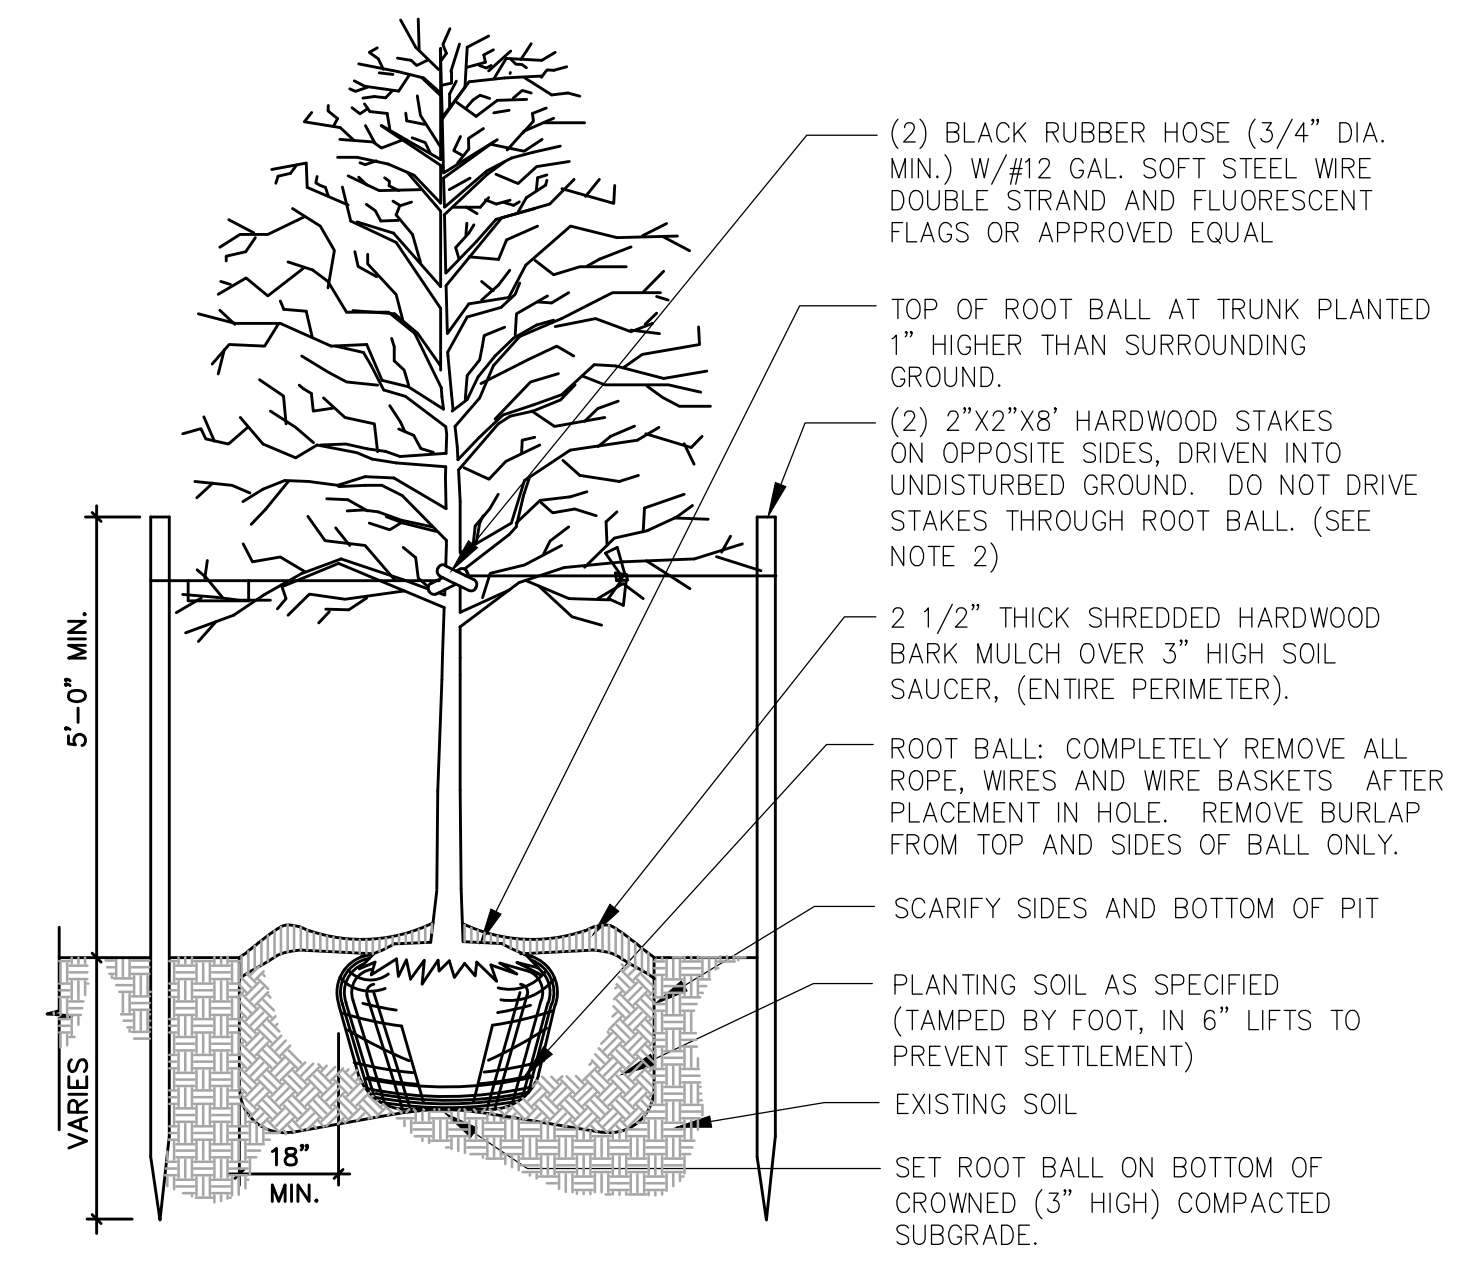 (2) BLACK RUBBER HOSE (3/4" DIA.
MIN.) W/#12 GAL. SOFT STEEL WIRE
DOUBLE STRAND AND FLUORESCENT
FLAGS OR APPROVED EQUAL
TOP OF ROOT BALL AT TRUNK PLANTED
1" HIGHER THAN SURROUNDING
GROUND.
(2) 2"X2"X8' HARDWOOD STAKES
ON OPPOSITE SIDES, DRIVEN INTO
UNDISTURBED GROUND. DO NOT DRIVE
STAKES THROUGH ROOT BALL. (SEE
NOTE 2)
2 1/2" THICK SHREDDED HARDWOOD
BARK MULCH OVER 3" HIGH SOIL
SAUCER, (ENTIRE PERIMETER).
ROOT BALL: COMPLETELY REMOVE ALL
ROPE, WIRES AND WIRE BASKETS AFTER
PLACEMENT IN HOLE. REMOVE BURLAP
FROM TOP AND SIDES OF BALL ONLY.
SCARIFY SIDES AND BOTTOM OF PIT
PLANTING SOIL AS SPECIFIED
(TAMPED BY FOOT, IN 6" LIFTS TO
PREVENT SETTLEMENT)
EXISTING SOIL
SET ROOT BALL ON BOTTOM OF
CROWNED (3" HIGH) COMPACTED
SUBGRADE.
5'-0" MIN.
VARIES
18"
MIN.